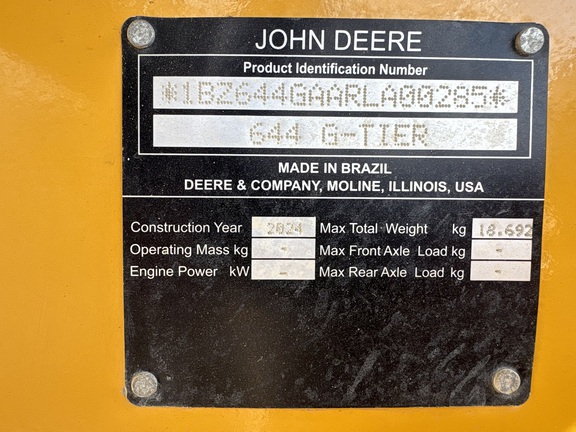 JOHN DEERE
Product Identification Number
*1BZ644GAARLA00285*
644 G-TIER
MADE IN BRAZIL
DEERE & COMPANY, MOLINE, ILLINOIS, USA
Construction Year 2024 Max Total Weight kg 18.692
Operating Mass kg - Max Front Axle Load kg -
Engine Power kW - Max Rear Axle Load kg -